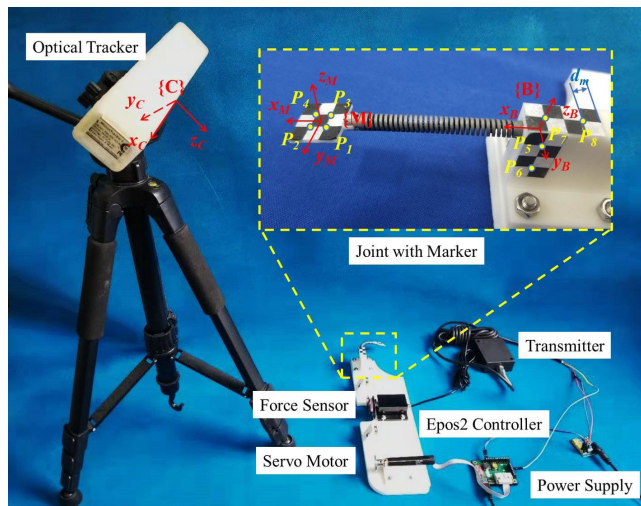 Optical Tracker
{C}
y_C
x_C
z_C
z_M
P_4
P_3
x_M
{M}
P_2
P_1
y_M
{B}
d_m
x_B
z_B
P_5
P_7
P_8
P_6
y_B
Joint with Marker
Transmitter
Force Sensor
Epos2 Controller
Servo Motor
Power Supply